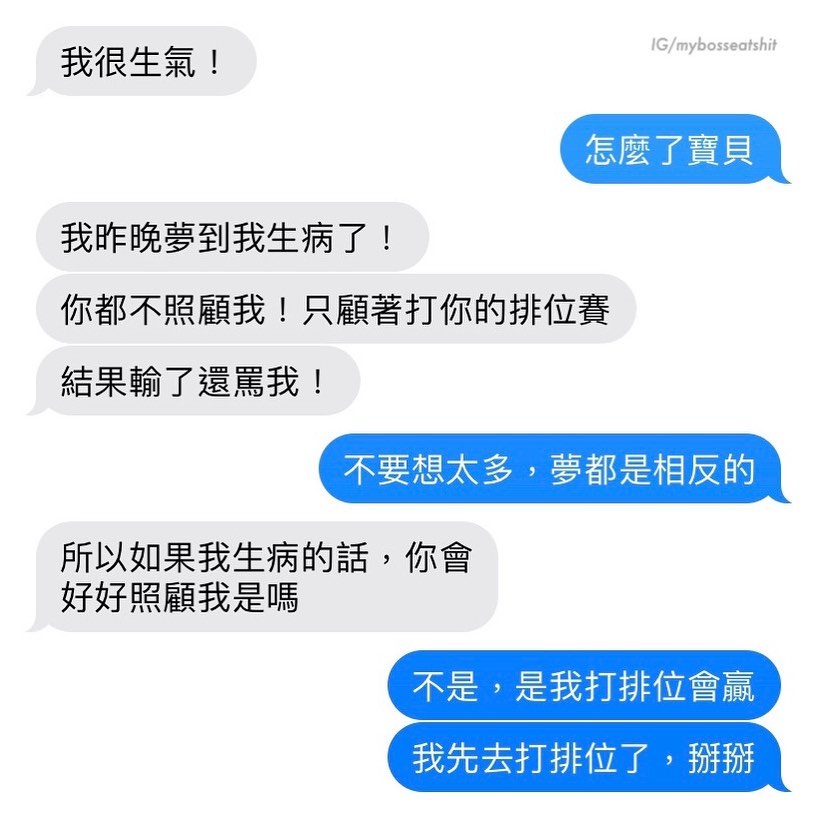 IG/mybosseatshit
我很生氣！
怎麼了寶貝
我昨晚夢到我生病了！
你都不照顧我！只顧著打你的排位賽
結果輸了還罵我！
不要想太多，夢都是相反的
所以如果我生病的話，你會
好好照顧我是嗎
不是，是我打排位會贏
我先去打排位了，掰掰